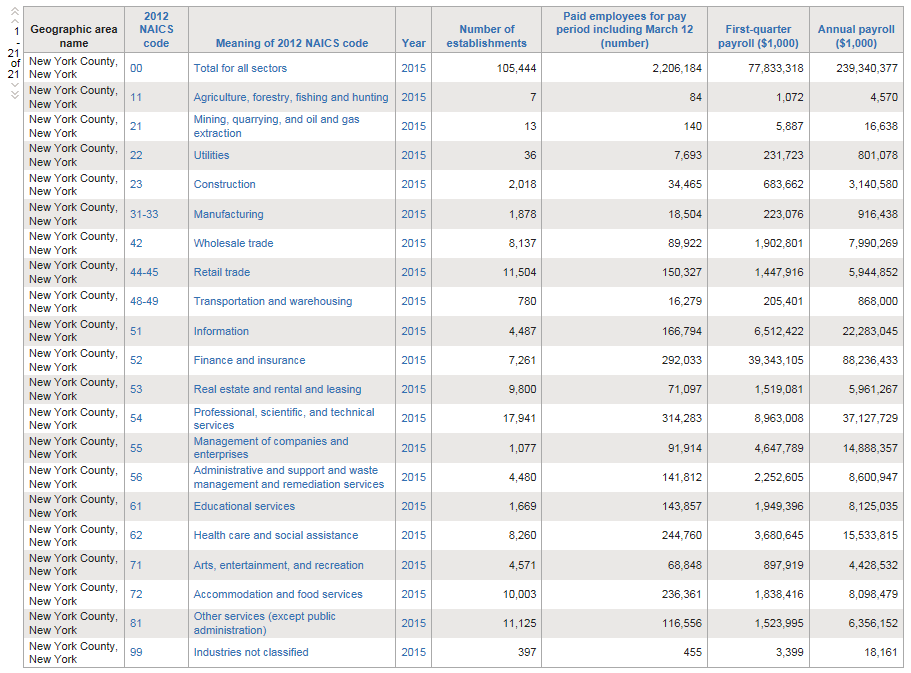 1
-
21
of
21
Geographic area name | 2012 NAICS code | Meaning of 2012 NAICS code | Year | Number of establishments | Paid employees for pay period including March 12 (number) | First-quarter payroll ($1,000) | Annual payroll ($1,000)
New York County, New York | 00 | Total for all sectors | 2015 | 105,444 | 2,206,184 | 77,833,318 | 239,340,377
New York County, New York | 11 | Agriculture, forestry, fishing and hunting | 2015 | 7 | 84 | 1,072 | 4,570
New York County, New York | 21 | Mining, quarrying, and oil and gas extraction | 2015 | 13 | 140 | 5,887 | 16,638
New York County, New York | 22 | Utilities | 2015 | 36 | 7,693 | 231,723 | 801,078
New York County, New York | 23 | Construction | 2015 | 2,018 | 34,465 | 683,662 | 3,140,580
New York County, New York | 31-33 | Manufacturing | 2015 | 1,878 | 18,504 | 223,076 | 916,438
New York County, New York | 42 | Wholesale trade | 2015 | 8,137 | 89,922 | 1,902,801 | 7,990,269
New York County, New York | 44-45 | Retail trade | 2015 | 11,504 | 150,327 | 1,447,916 | 5,944,852
New York County, New York | 48-49 | Transportation and warehousing | 2015 | 780 | 16,279 | 205,401 | 868,000
New York County, New York | 51 | Information | 2015 | 4,487 | 166,794 | 6,512,422 | 22,283,045
New York County, New York | 52 | Finance and insurance | 2015 | 7,261 | 292,033 | 39,343,105 | 88,236,433
New York County, New York | 53 | Real estate and rental and leasing | 2015 | 9,800 | 71,097 | 1,519,081 | 5,961,267
New York County, New York | 54 | Professional, scientific, and technical services | 2015 | 17,941 | 314,283 | 8,963,008 | 37,127,729
New York County, New York | 55 | Management of companies and enterprises | 2015 | 1,077 | 91,914 | 4,647,789 | 14,888,357
New York County, New York | 56 | Administrative and support and waste management and remediation services | 2015 | 4,480 | 141,812 | 2,252,605 | 8,600,947
New York County, New York | 61 | Educational services | 2015 | 1,669 | 143,857 | 1,949,396 | 8,125,035
New York County, New York | 62 | Health care and social assistance | 2015 | 8,260 | 244,760 | 3,680,645 | 15,533,815
New York County, New York | 71 | Arts, entertainment, and recreation | 2015 | 4,571 | 68,848 | 897,919 | 4,428,532
New York County, New York | 72 | Accommodation and food services | 2015 | 10,003 | 236,361 | 1,838,416 | 8,098,479
New York County, New York | 81 | Other services (except public administration) | 2015 | 11,125 | 116,556 | 1,523,995 | 6,356,152
New York County, New York | 99 | Industries not classified | 2015 | 397 | 455 | 3,399 | 18,161